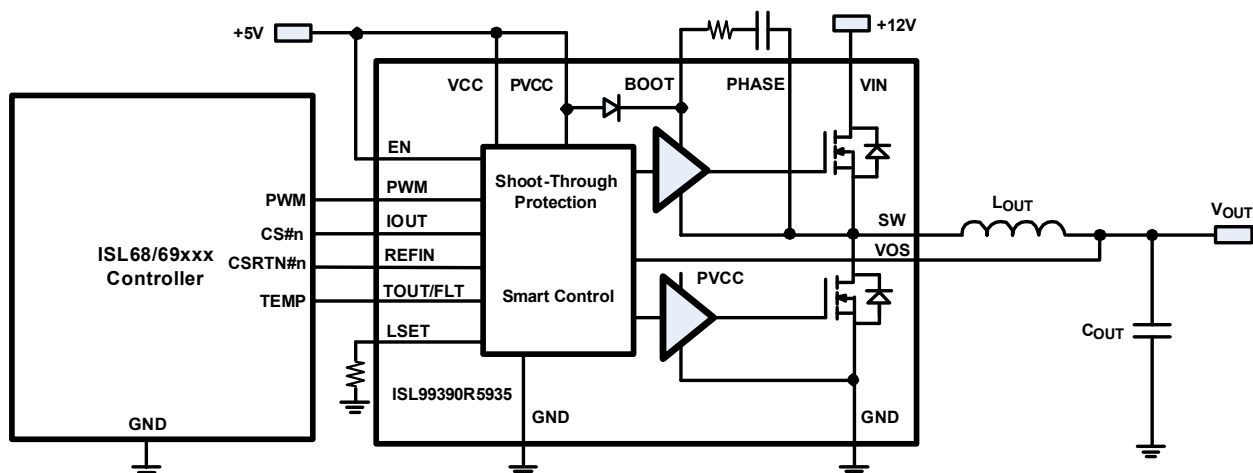 +5V
+12V
VCC
PVCC
BOOT
PHASE
VIN
EN
PWM
PWM
Shoot-Through
Protection
CS#n
IOUT
SW
LOUT
VOUT
ISL68/69xxx
Controller
CSRTN#n
REFIN
VOS
TEMP
TOUT/FLT
Smart Control
PVCC
LSET
COUT
ISL99390R5935
GND
GND
GND